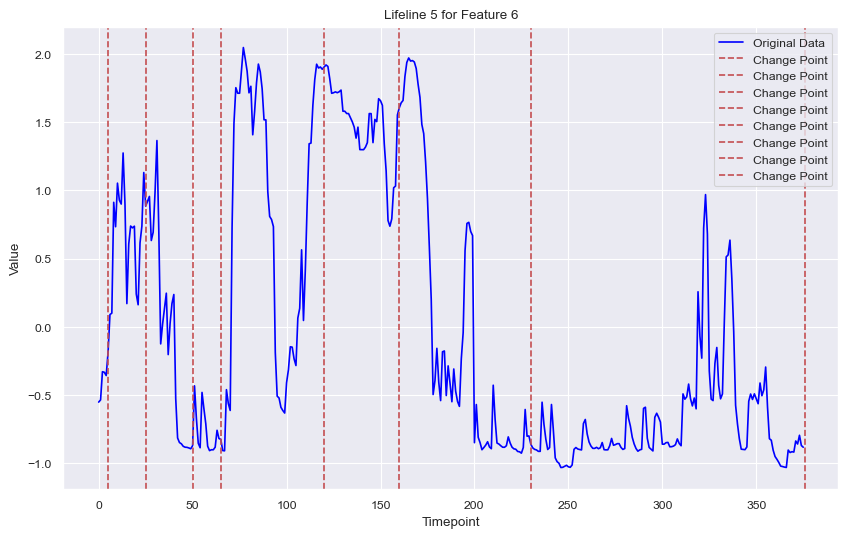 Lifeline 5 for Feature 6
Original Data
Change Point
Change Point
Change Point
Change Point
Change Point
Change Point
Change Point
Change Point
Value
2.0
1.5
1.0
0.5
0.0
−0.5
−1.0
0 50 100 150 200 250 300 350
Timepoint